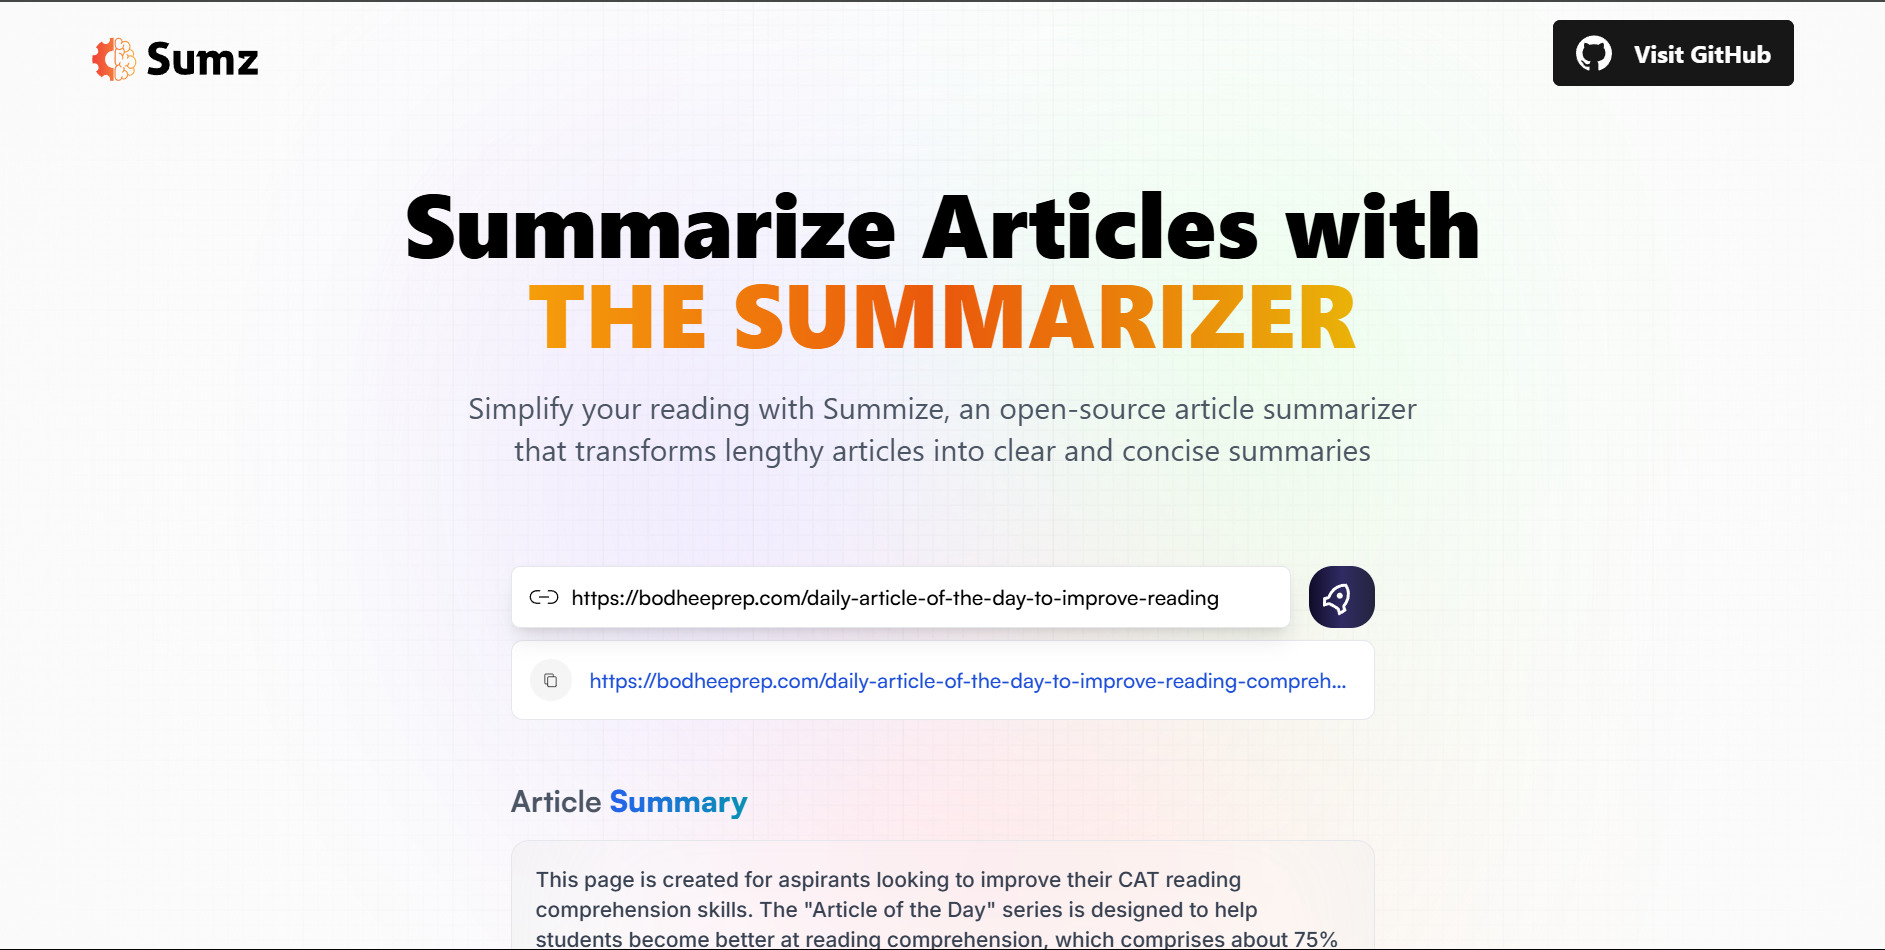 Sumz
Visit GitHub
Summarize Articles with
THE SUMMARIZER
Simplify your reading with Summize, an open-source article summarizer
that transforms lengthy articles into clear and concise summaries
https://bodheeprep.com/daily-article-of-the-day-to-improve-reading
https://bodheeprep.com/daily-article-of-the-day-to-improve-reading-compreh...
Article Summary
This page is created for aspirants looking to improve their CAT reading
comprehension skills. The "Article of the Day" series is designed to help
students become better at reading comprehension, which comprises about 75%